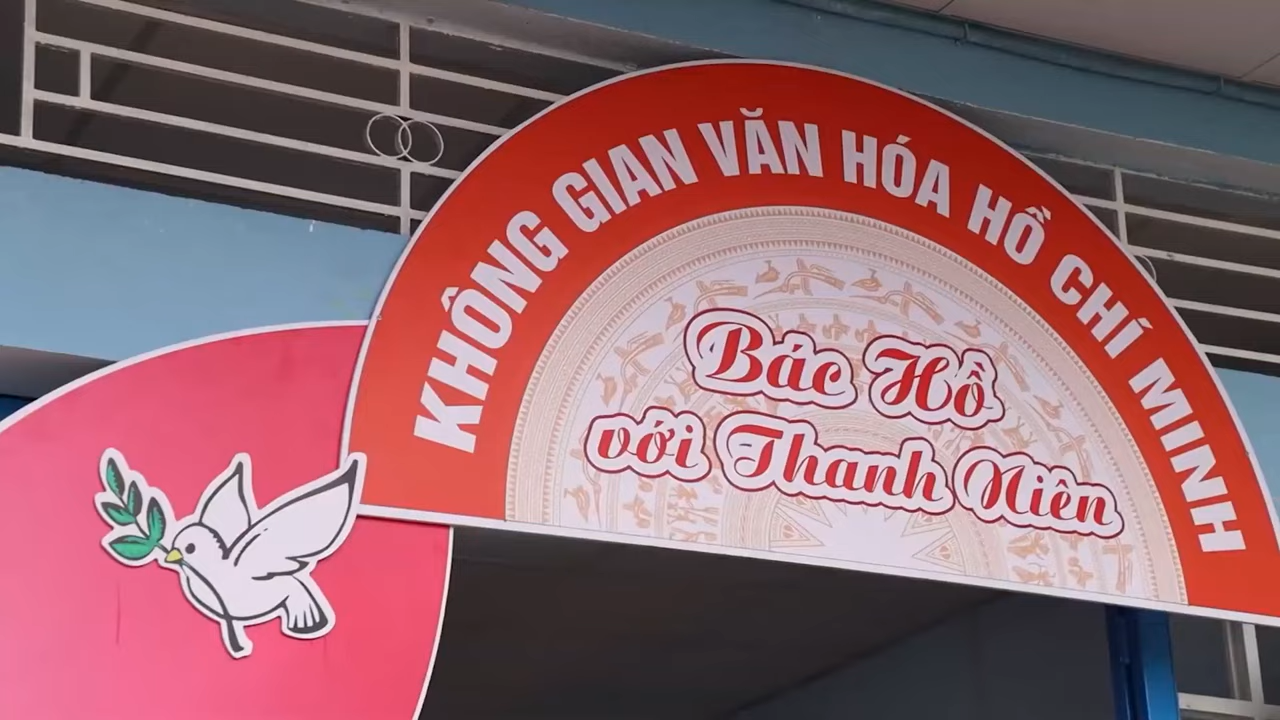 KHÔNG GIAN VĂN HÓA HỒ CHÍ MINH
Bác Hồ
với Thanh Niên